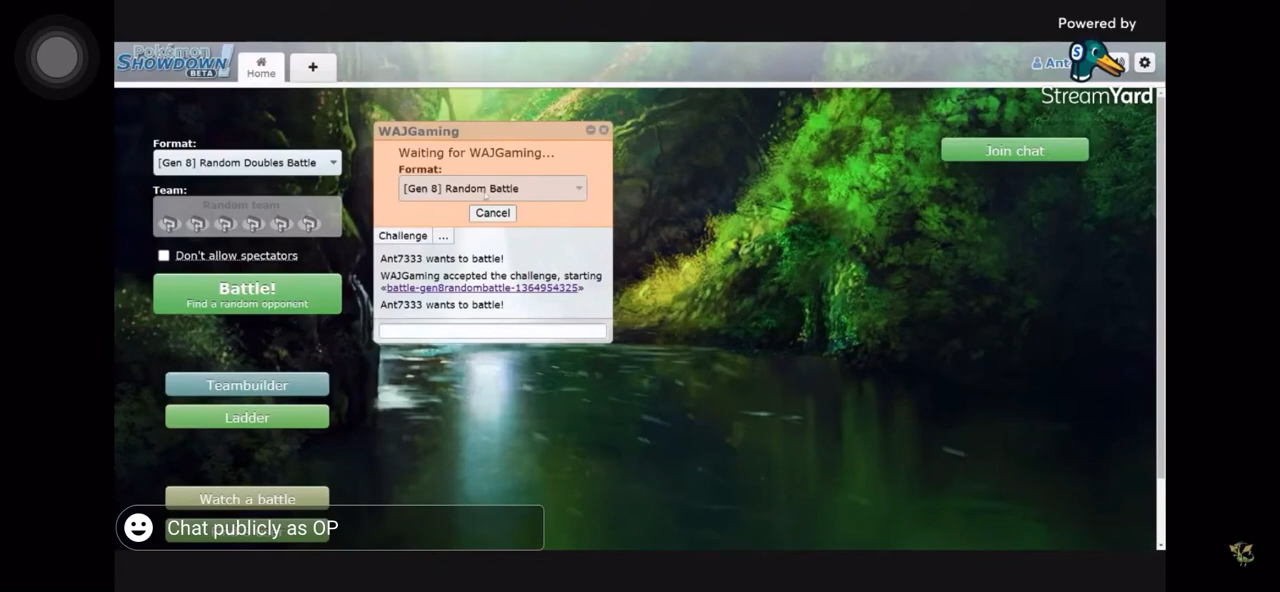 Powered by
Pokémon
SHOWDOWN!
BETA
Home
+
Ant
S
StreamYard
Format:
[Gen 8] Random Doubles Battle
Team:
Random team
Don't allow spectators
Battle!
Find a random opponent
Teambuilder
Ladder
Watch a battle
WAJGaming
Waiting for WAJGaming...
Format:
[Gen 8] Random Battle
Cancel
Challenge ...
Ant7333 wants to battle!
WAJGaming accepted the challenge, starting
«battle-gen8randombattle-1364954325»
Ant7333 wants to battle!
Join chat
Chat publicly as OP